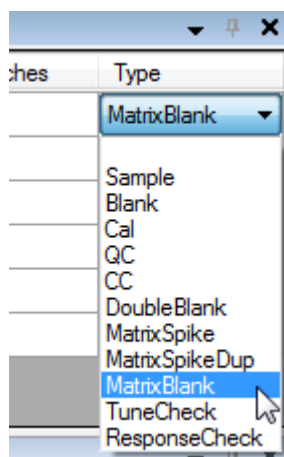 ches Type
MatrixBlank
Sample
Blank
Cal
QC
CC
DoubleBlank
MatrixSpike
MatrixSpikeDup
MatrixBlank
TuneCheck
ResponseCheck